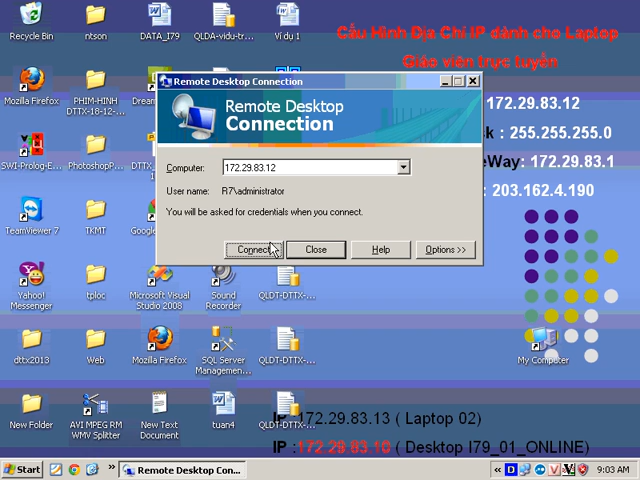 Cấu Hình Địa Chỉ IP dành cho Laptop
Giáo viên trực tuyến
172.29.83.12
: 255.255.255.0
Way: 172.29.83.1
: 203.162.4.190
Recycle Bin
ntson
DATA_I79
QLDA-vidu-tr...
Ví dụ 1
Mozilla Firefox
PHIM-HINH
DTTX-18-12-...
Dream
SWI-Prolog-E...
PhotoshopP...
DTTX
TeamViewer 7
TKMT
Google
Yahoo!
Messenger
tploc
Microsoft Visual
Studio 2008
Sound
Recorder
QLDT-DTTX-...
dttx2013
Web
Mozilla Firefox
SQL Server
Managemen...
QLDT-DTTX-...
My Computer
New Folder
AVI MPEG RM
WMV Splitter
New Text
Document
tuan4
QLDT-DTTX-...
Remote Desktop Connection
Remote Desktop
Connection
Computer:
172.29.83.12
User name:
R7\administrator
You will be asked for credentials when you connect.
Connect
Close
Help
Options >>
IP :172.29.83.13 ( Laptop 02)
IP :172.29.83.10 ( Desktop I79_01_ONLINE)
Start
Remote Desktop Con...
9:03 AM